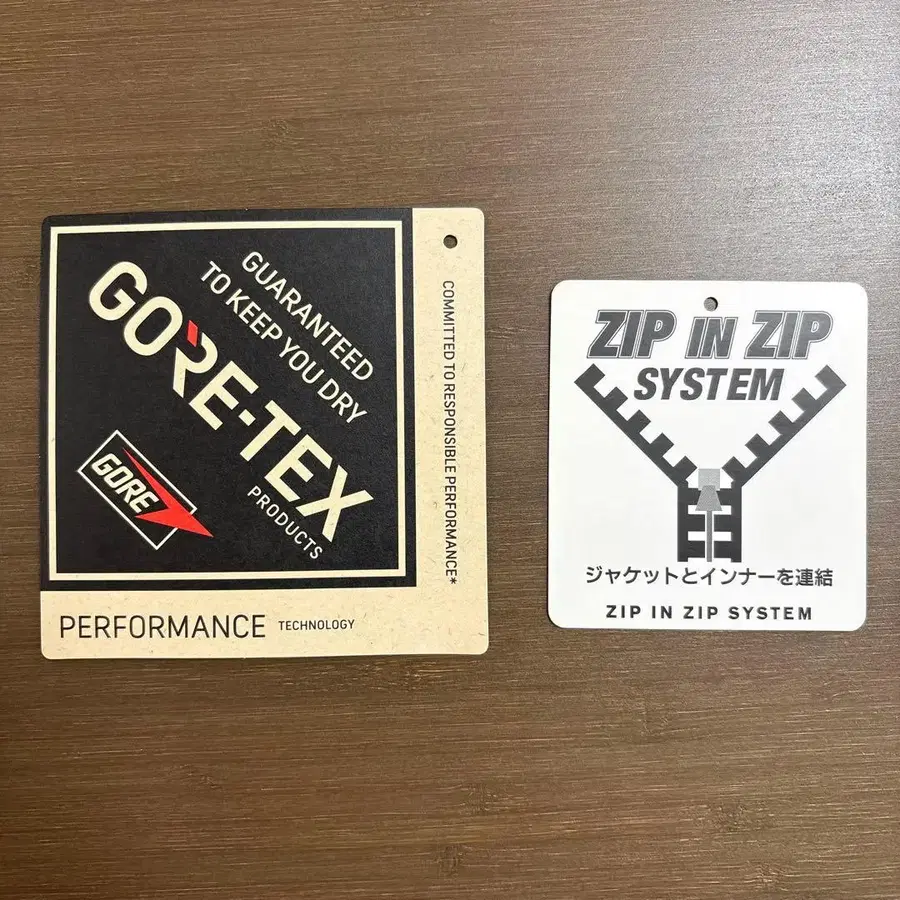 GUARANTEED
TO KEEP YOU DRY
GORE-TEX
PRODUCTS
GORE
COMMITTED TO RESPONSIBLE PERFORMANCE*
PERFORMANCE TECHNOLOGY
ZIP IN ZIP
SYSTEM
ジャケットとインナーを連結
ZIP IN ZIP SYSTEM